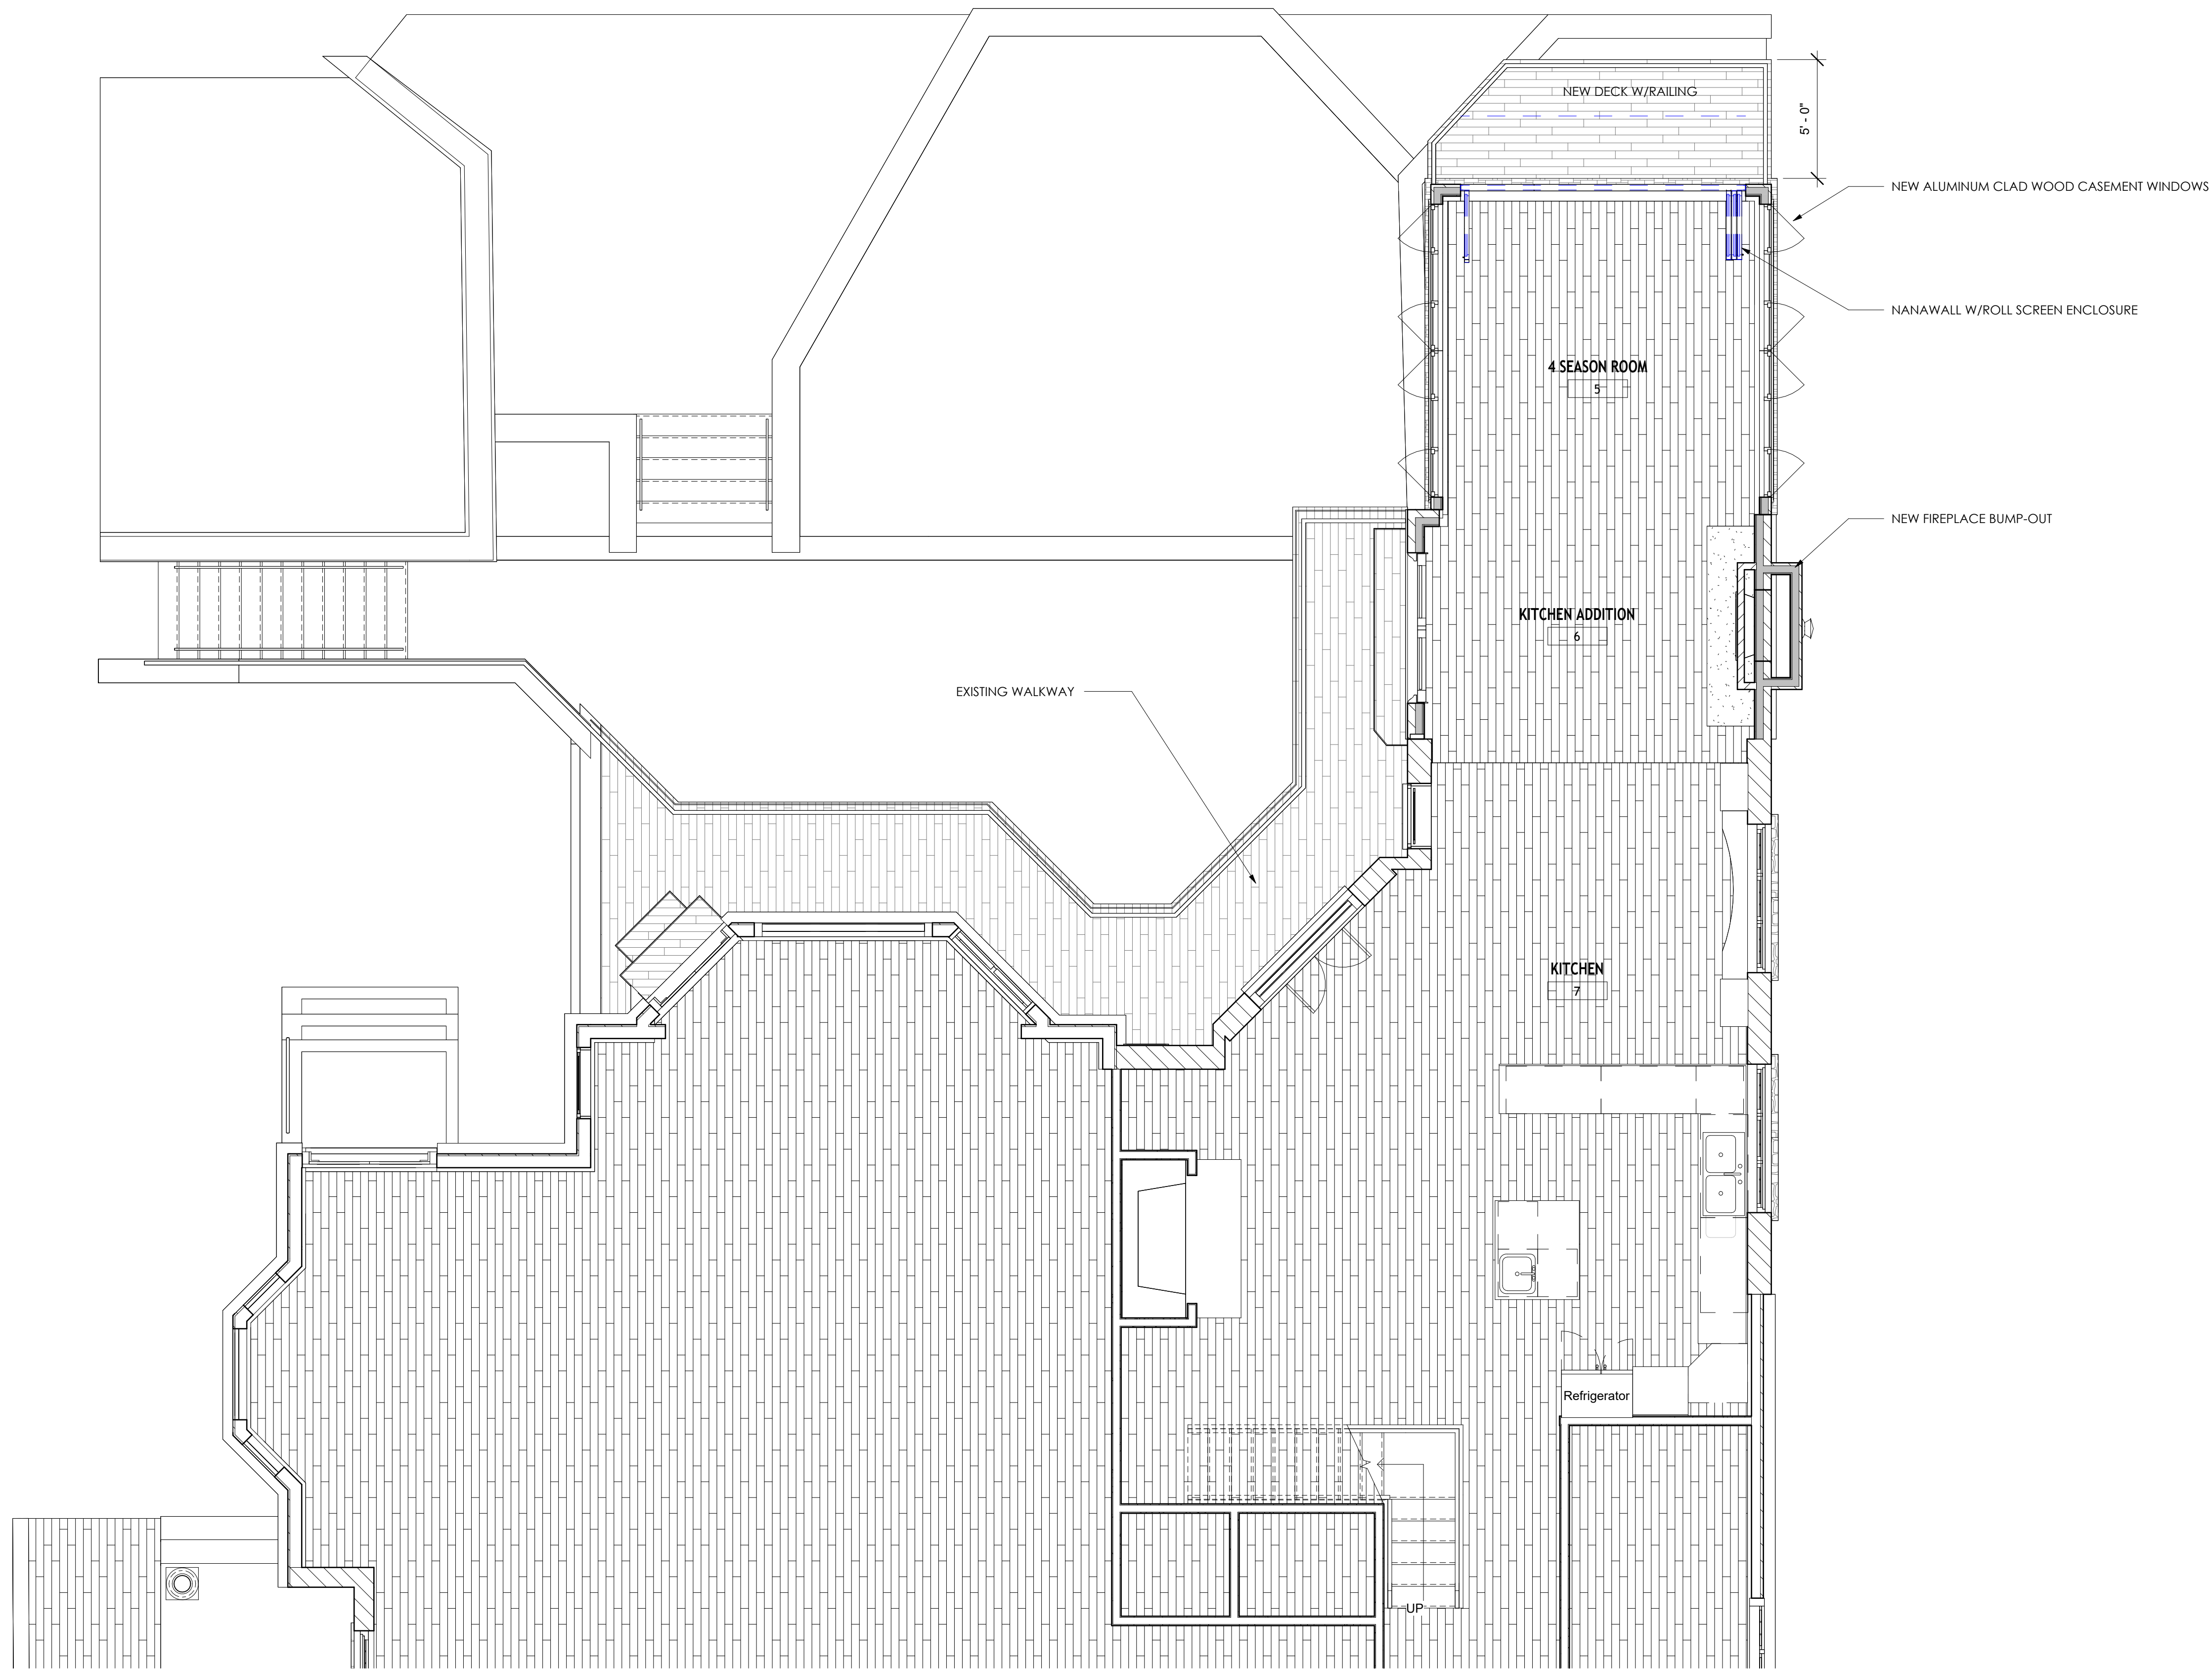 NEW DECK W/RAILING
5' - 0"
NEW ALUMINUM CLAD WOOD CASEMENT WINDOWS
NANAWALL W/ROLL SCREEN ENCLOSURE
4 SEASON ROOM
5
NEW FIREPLACE BUMP-OUT
KITCHEN ADDITION
6
EXISTING WALKWAY
KITCHEN
7
Refrigerator
UP